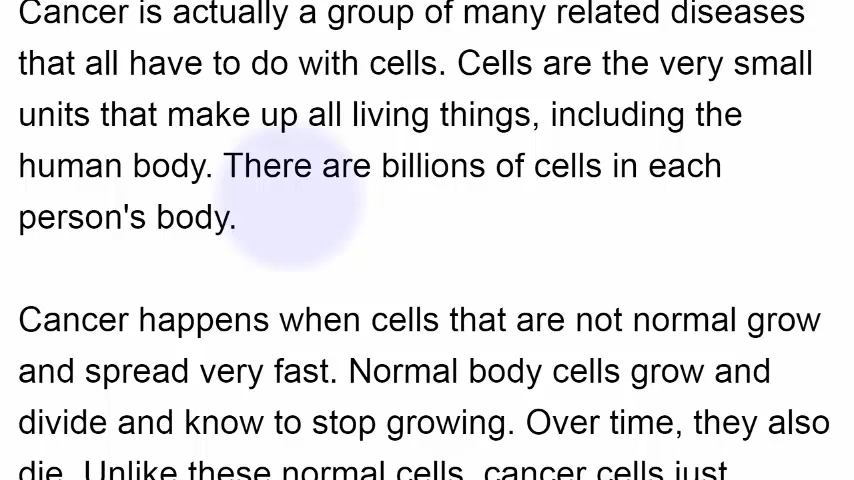 Cancer is actually a group of many related diseases
that all have to do with cells. Cells are the very small
units that make up all living things, including the
human body. There are billions of cells in each
person's body.
Cancer happens when cells that are not normal grow
and spread very fast. Normal body cells grow and
divide and know to stop growing. Over time, they also
die. Unlike these normal cells, cancer cells just